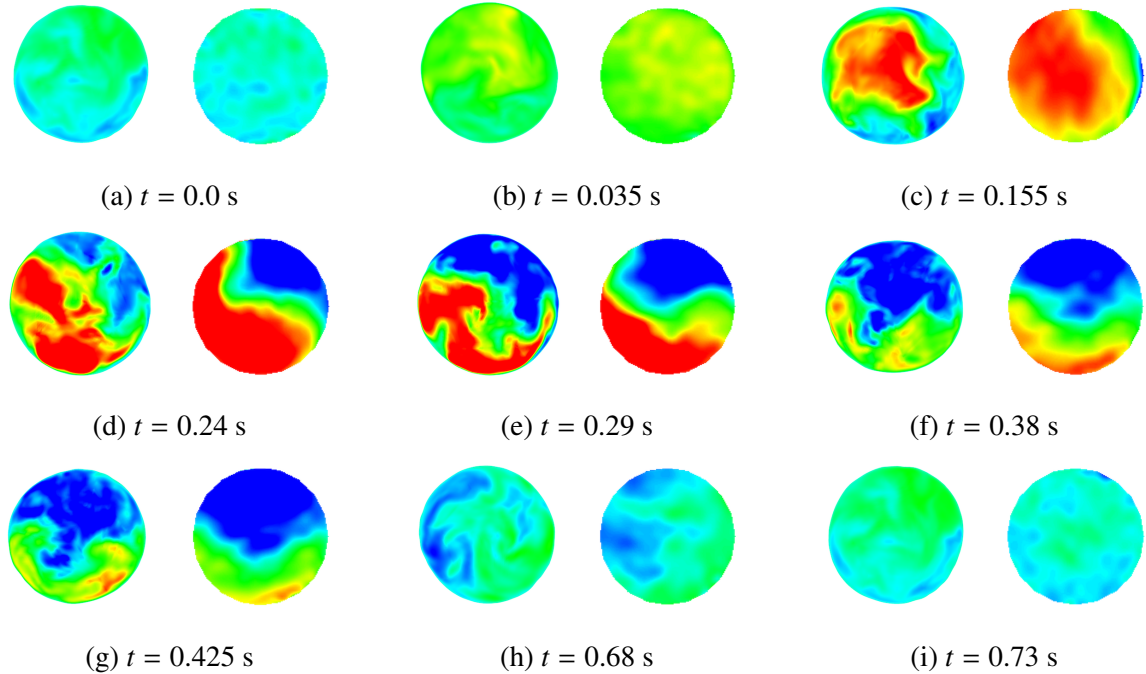 (a) t = 0.0 s
(b) t = 0.035 s
(c) t = 0.155 s
(d) t = 0.24 s
(e) t = 0.29 s
(f) t = 0.38 s
(g) t = 0.425 s
(h) t = 0.68 s
(i) t = 0.73 s